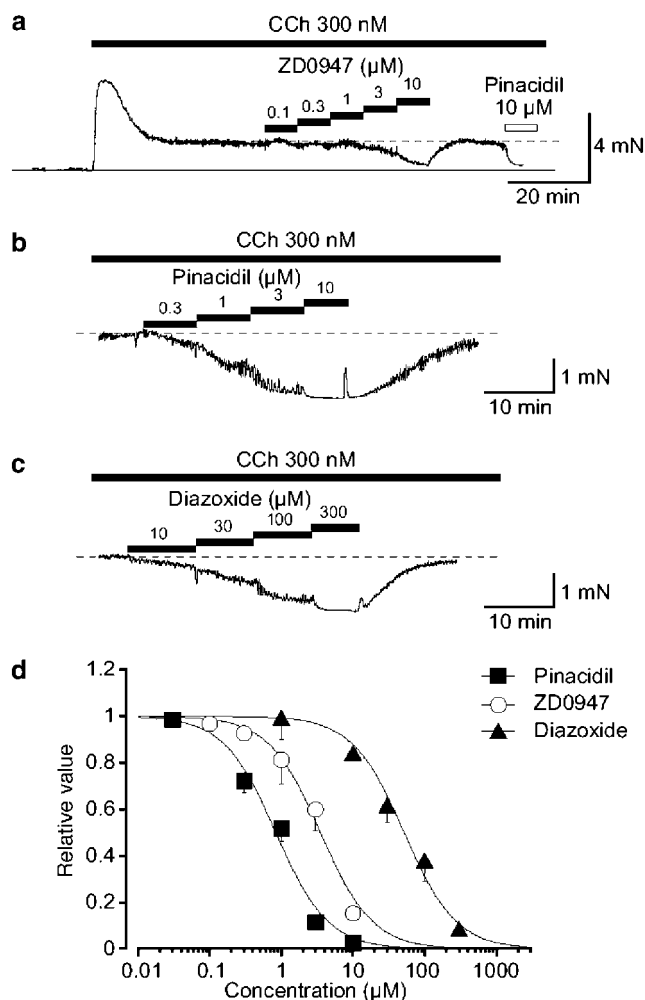 a
CCh 300 nM
ZD0947 (µM)
0.1 0.3 1 3 10
Pinacidil
10 µM
4 mN
20 min
b
CCh 300 nM
Pinacidil (µM)
0.3 1 3 10
1 mN
10 min
c
CCh 300 nM
Diazoxide (µM)
10 30 100 300
1 mN
10 min
d
1.2
1
0.8
0.6
0.4
0.2
0
Relative value
Pinacidil
ZD0947
Diazoxide
0.01 0.1 1 10 100 1000
Concentration (µM)